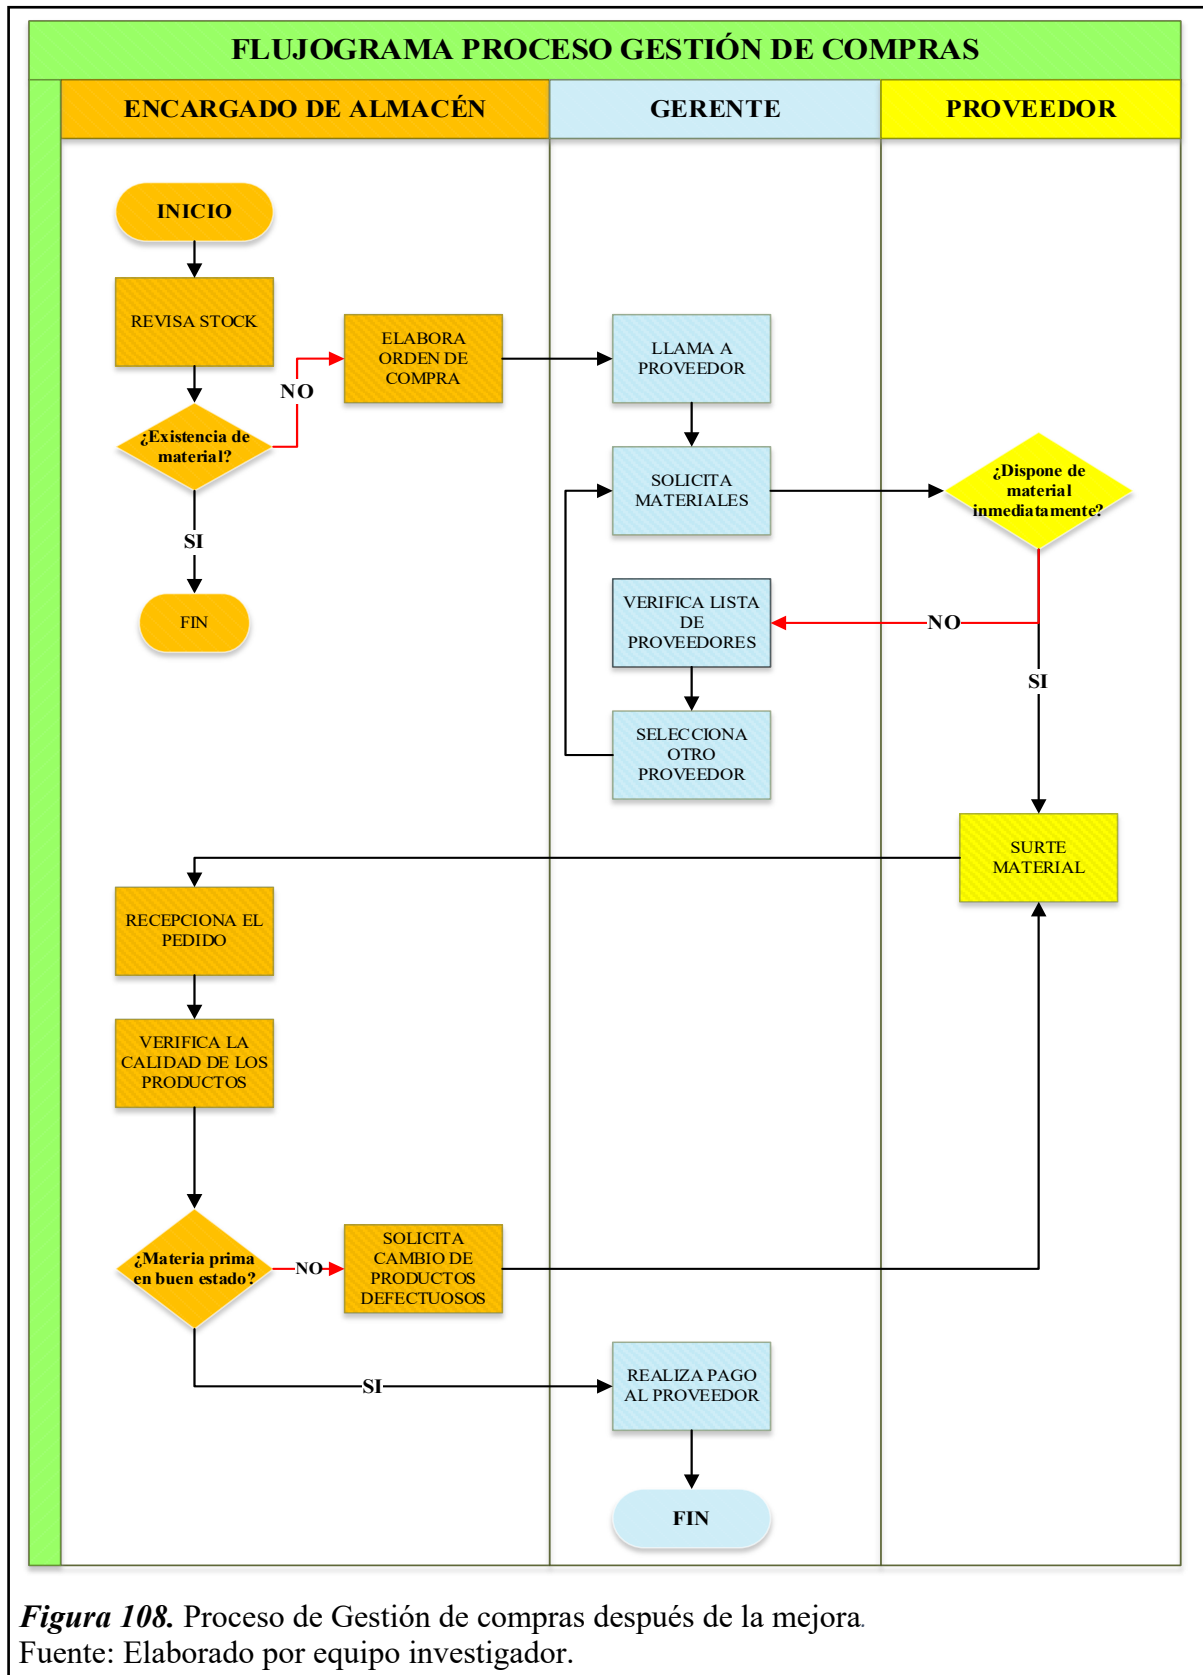 FLUJOGRAMA PROCESO GESTIÓN DE COMPRAS
ENCARGADO DE ALMACÉN
GERENTE
PROVEEDOR
INICIO
REVISA STOCK
¿Existencia de
material?
NO
SI
FIN
ELABORA
ORDEN DE
COMPRA
LLAMA A
PROVEEDOR
SOLICITA
MATERIALES
¿Dispone de
material
inmediatamente?
NO
VERIFICA LISTA
DE
PROVEEDORES
SELECCIONA
OTRO
PROVEEDOR
SI
SURTE
MATERIAL
RECEPCIONA EL
PEDIDO
VERIFICA LA
CALIDAD DE LOS
PRODUCTOS
¿Materia prima
en buen estado?
NO
SOLICITA
CAMBIO DE
PRODUCTOS
DEFECTUOSOS
SI
REALIZA PAGO
AL PROVEEDOR
FIN
Figura 108. Proceso de Gestión de compras después de la mejora.
Fuente: Elaborado por equipo investigador.